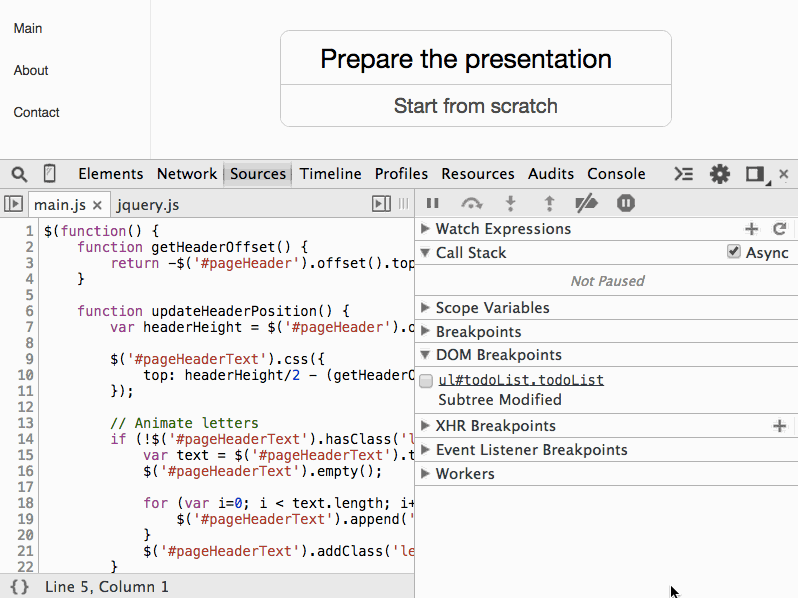 Main
About
Contact
Prepare the presentation
Start from scratch
Elements Network Sources Timeline Profiles Resources Audits Console
main.js × jquery.js
1 $(function() {
2 function getHeaderOffset() {
3 return -$('#pageHeader').offset().top
4 }
5
6 function updateHeaderPosition() {
7 var headerHeight = $('#pageHeader').o
8
9 $('#pageHeaderText').css({
10 top: headerHeight/2 - (getHeaderO
11 });
12
13 // Animate letters
14 if (!$('#pageHeaderText').hasClass('l
15 var text = $('#pageHeaderText').t
16 $('#pageHeaderText').empty();
17
18 for (var i=0; i < text.length; i+
19 $('#pageHeaderText').append('
20 }
21 $('#pageHeaderText').addClass('le
22 }
{} Line 5, Column 1
Watch Expressions
Call Stack Async
Not Paused
Scope Variables
Breakpoints
DOM Breakpoints
ul#todoList.todoList
Subtree Modified
XHR Breakpoints
Event Listener Breakpoints
Workers